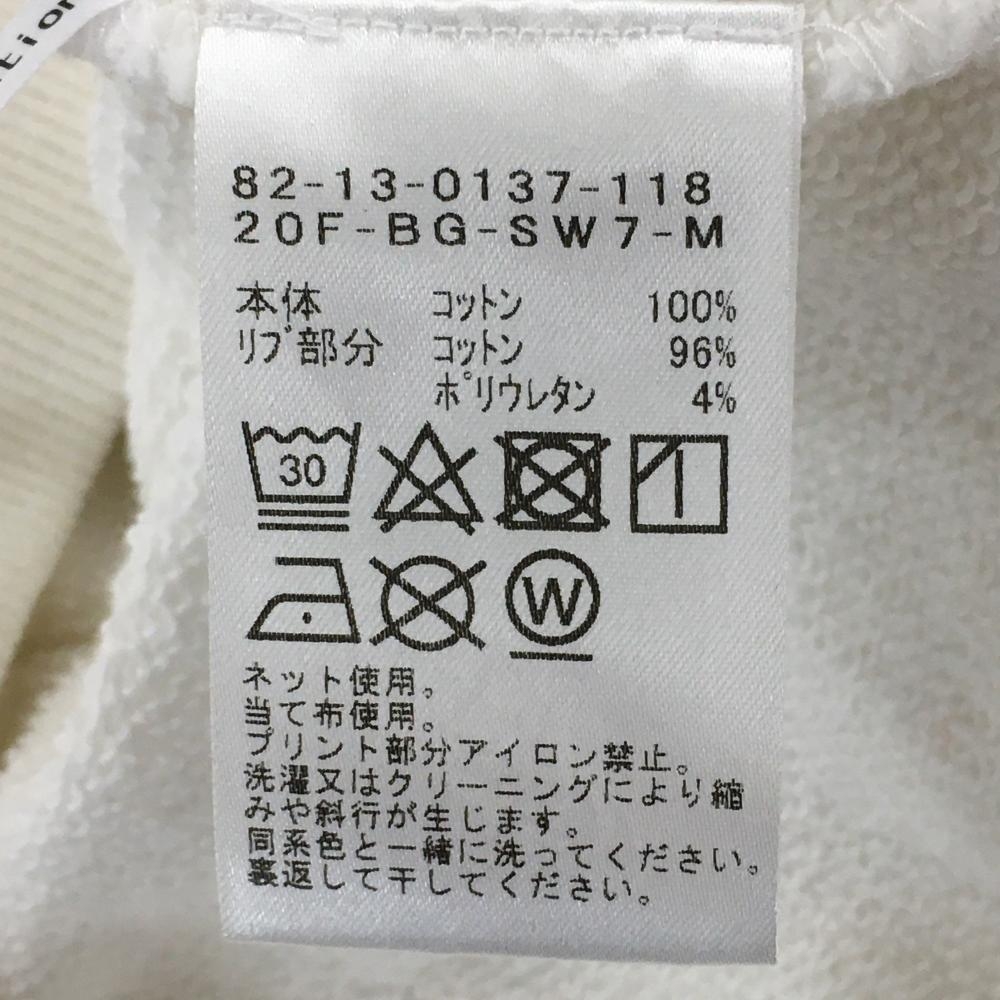 tion
82-13-0137-118
20F-BG-SW7-M
本体 コットン 100%
リブ部分 コットン 96%
ポリウレタン 4%
30
W
ネット使用。
当て布使用。
プリント部分アイロン禁止。
洗濯又はクリーニングにより縮
みや斜行が生じます。
同系色と一緒に洗ってください。
裏返して干してください。